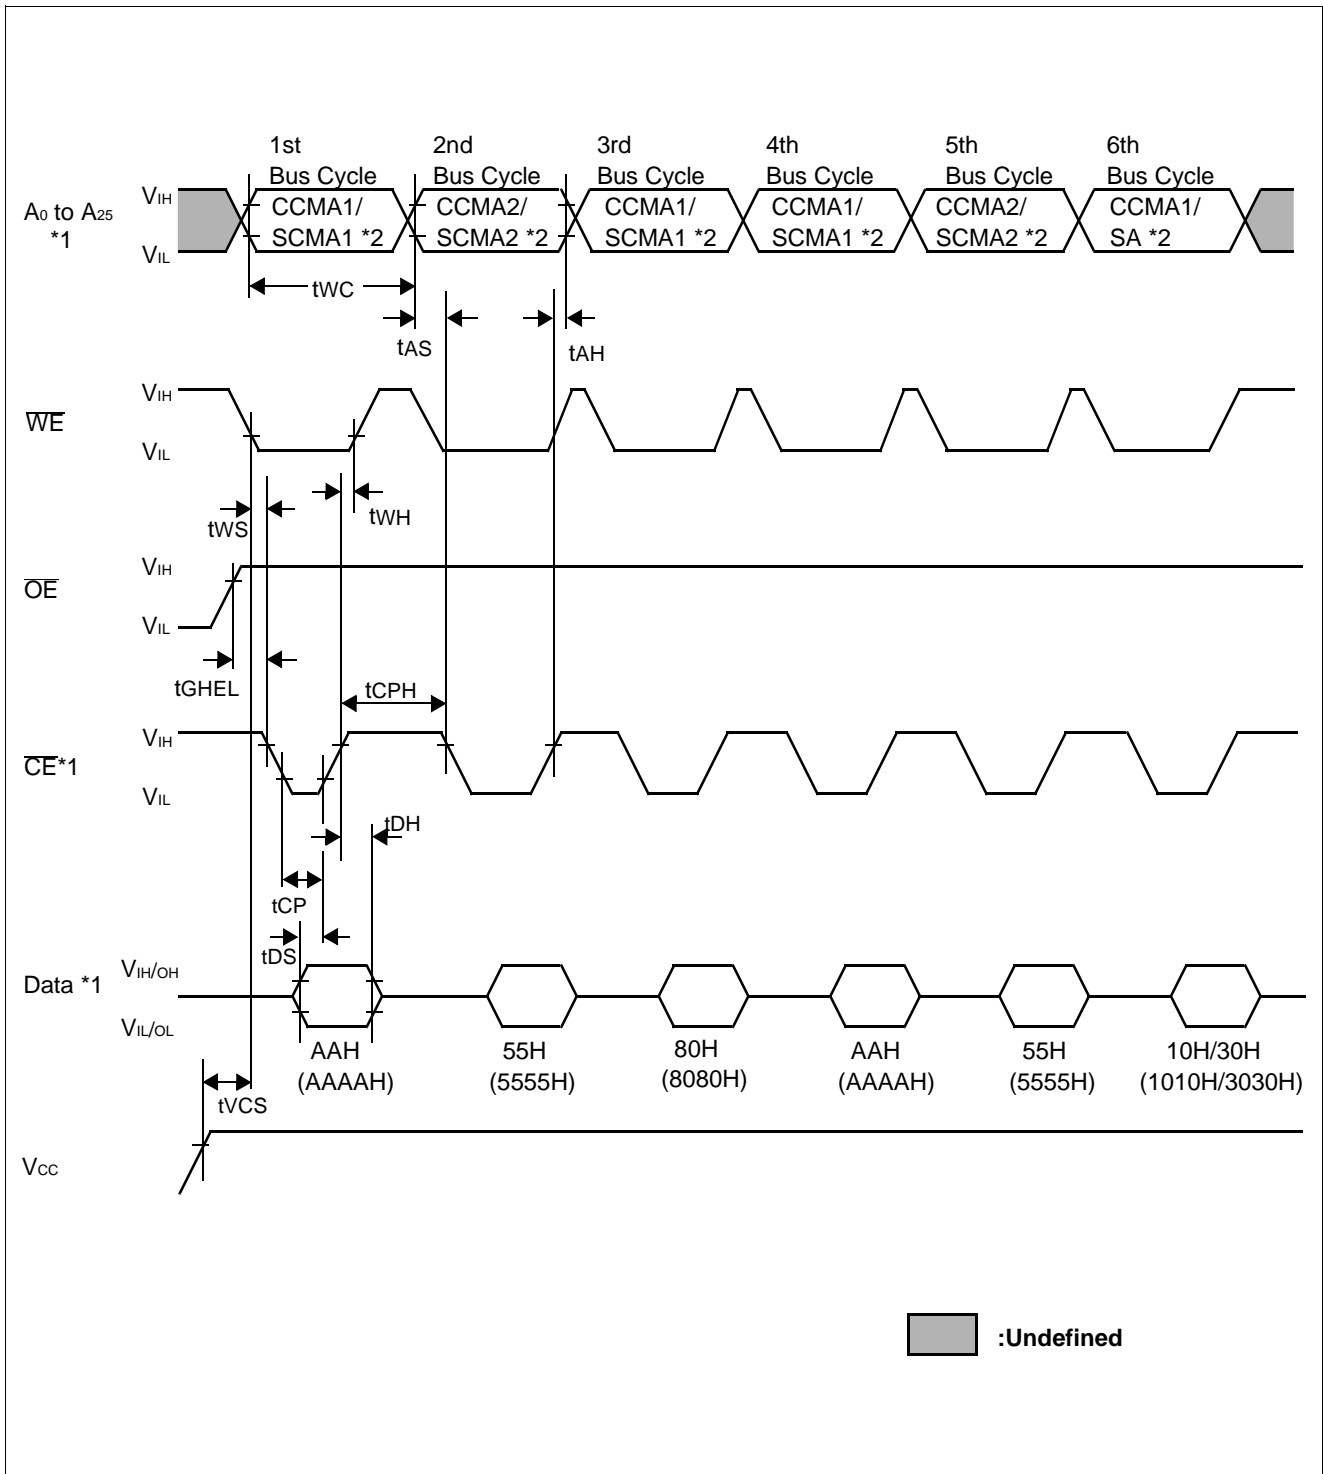 1st
Bus Cycle
2nd
Bus Cycle
3rd
Bus Cycle
4th
Bus Cycle
5th
Bus Cycle
6th
Bus Cycle
A0 to A25
*1
VIH
VIL
CCMA1/
SCMA1 *2
CCMA2/
SCMA2 *2
CCMA1/
SCMA1 *2
CCMA1/
SCMA1 *2
CCMA2/
SCMA2 *2
CCMA1/
SA *2
tWC
tAS
tAH
WE
VIH
VIL
tWS
tWH
OE
VIH
VIL
tGHEL
tCPH
CE*1
VIH
VIL
tDH
tCP
tDS
Data *1
VIH/OH
VIL/OL
AAH
(AAAAH)
55H
(5555H)
80H
(8080H)
AAH
(AAAAH)
55H
(5555H)
10H/30H
(1010H/3030H)
tVCS
VCC
:Undefined